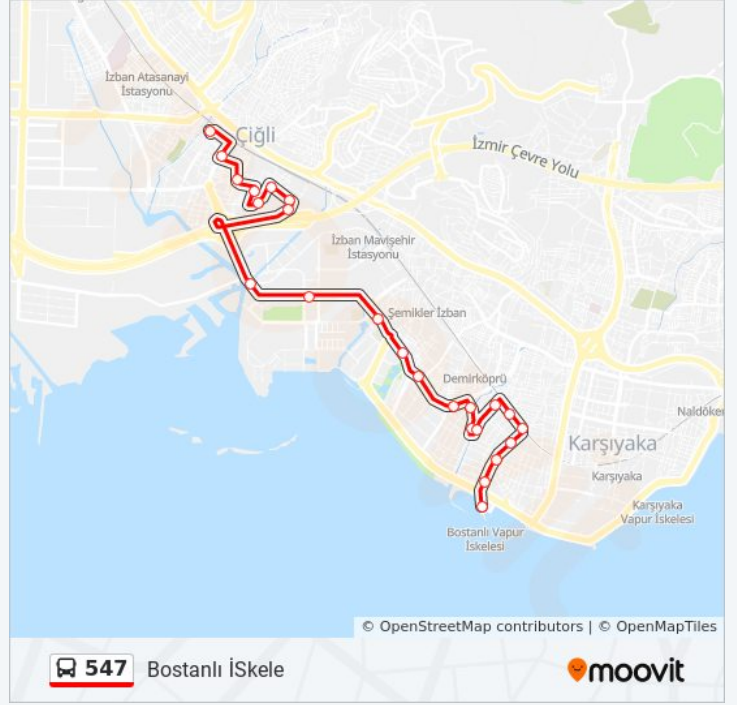 İzban Atasanayi
İstasyonu
Çiğli
İzmir Çevre Yolu
İzban Mavişehir
İstasyonu
Şemikler İzban
Demirköprü
Naldöken
Karşıyaka
Karşıyaka
Karşıyaka
Vapur İskelesi
Bostanlı Vapur
İskelesi
© OpenStreetMap contributors | © OpenMapTiles
547 Bostanlı İSkele
moovit